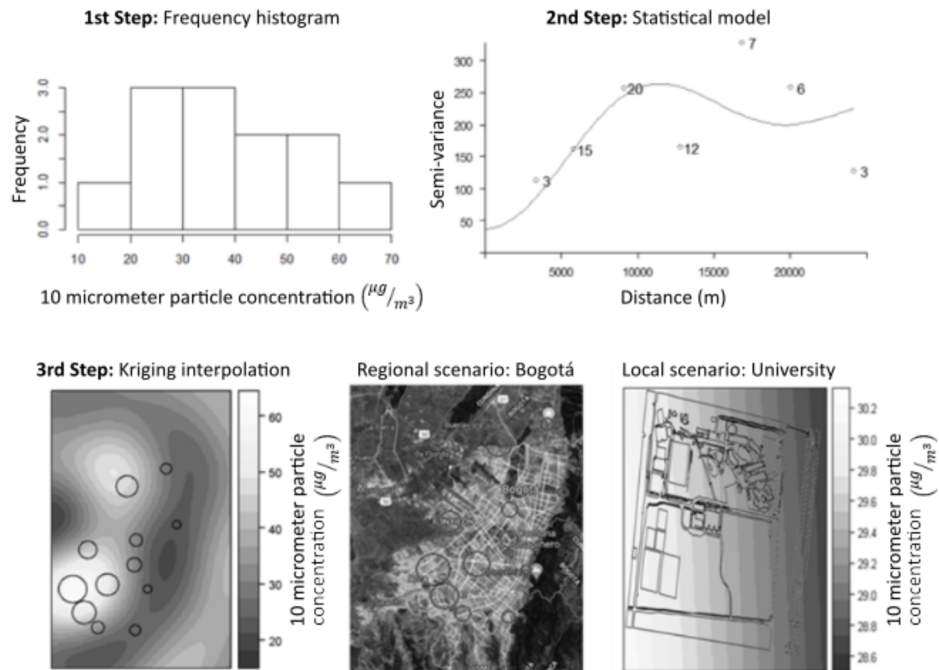 1st Step: Frequency histogram
Frequency
3.0
2.0
1.0
0.0
10 20 30 40 50 60 70
10 micrometer particle concentration (μg/m³)
2nd Step: Statistical model
Semi-variance
300
250
200
150
100
50
7
20
6
15
12
3
3
5000 10000 15000 20000
Distance (m)
3rd Step: Kriging interpolation
60
50
40
30
20
10 micrometer particle
concentration (μg/m³)
Regional scenario: Bogotá
Bogotá
Local scenario: University
30.2
30.0
29.8
29.6
29.4
29.2
29.0
28.8
28.6
10 micrometer particle
concentration (μg/m³)